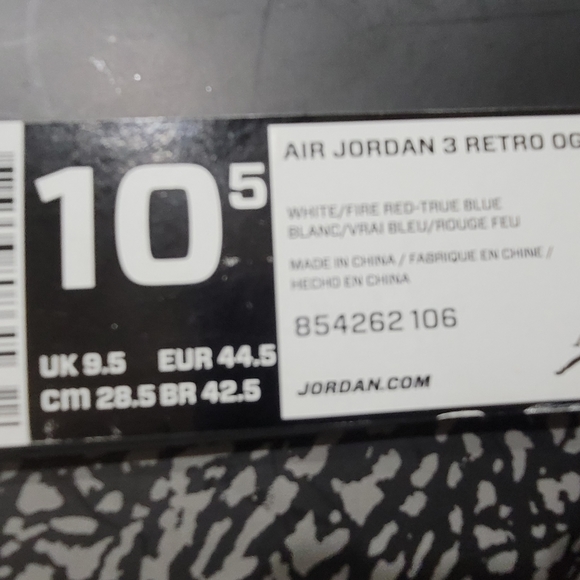 10 5
UK 9.5 EUR 44.5
cm 28.5 BR 42.5
AIR JORDAN 3 RETRO OG
WHITE/FIRE RED-TRUE BLUE
BLANC/VRAI BLEU/ROUGE FEU
MADE IN CHINA / FABRIQUE EN CHINE /
HECHO EN CHINA
854262 106
JORDAN.COM